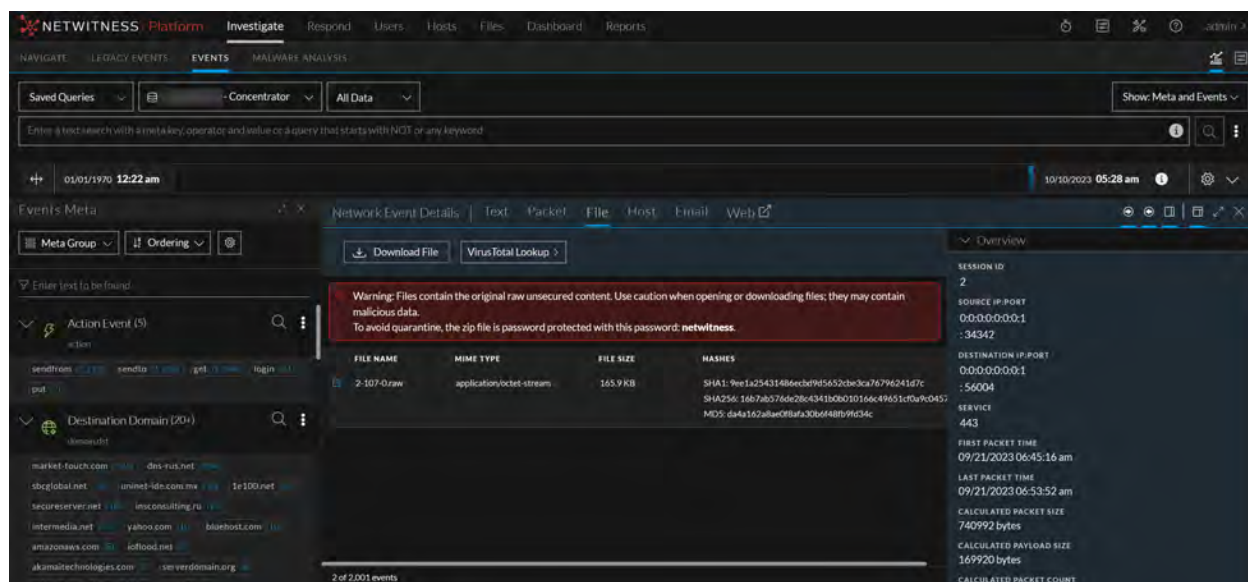 NETWITNESS Platform Investigate Respond Users Hosts Files Dashboard Reports admin
NAVIGATE LEGACY EVENTS EVENTS MALWARE ANALYSIS
Saved Queries - Concentrator All Data Show: Meta and Events
Enter a text search with a meta key, operator and value or a query that starts with NOT or any keyword
01/01/1970 12:22 am 10/10/2023 05:28 am
Events Meta
Meta Group Ordering
Enter text to be found
Action Event (5)
action
sendfrom sendto get login
put
Destination Domain (20+)
market-touch.com dns-rus.net
sbcglobal.net uninet-ide.com.mx 1e100.net
secureserver.net insconsulting.ru
intermedia.net yahoo.com bluehost.com
amazonaws.com ioflood.net
akamaitechnologies.com serverdomain.org
Network Event Details Text Packet File Host Email Web
Download File VirusTotal Lookup
Warning: Files contain the original raw unsecured content. Use caution when opening or downloading files; they may contain
malicious data.
To avoid quarantine, the zip file is password protected with this password: netwitness.
FILE NAME MIME TYPE FILE SIZE HASHES
2-107-0.raw application/octet-stream 165.9 KB SHA1: 9ee1a25431486ecbd9d5652cbe3ca76796241d7c
SHA256: 16b7ab576de28c4341b0b010166c49651cf0a9c0457
MD5: da4a162a8ae0f8afa30b6f48fb9fd34c
2 of 2,001 events
Overview
SESSION ID
2
SOURCE IP:PORT
0:0:0:0:0:0:0:1
: 34342
DESTINATION IP:PORT
0:0:0:0:0:0:0:1
: 56004
SERVICE
443
FIRST PACKET TIME
09/21/2023 06:45:16 am
LAST PACKET TIME
09/21/2023 06:53:52 am
CALCULATED PACKET SIZE
740992 bytes
CALCULATED PAYLOAD SIZE
169920 bytes
CALCULATED PACKET COUNT